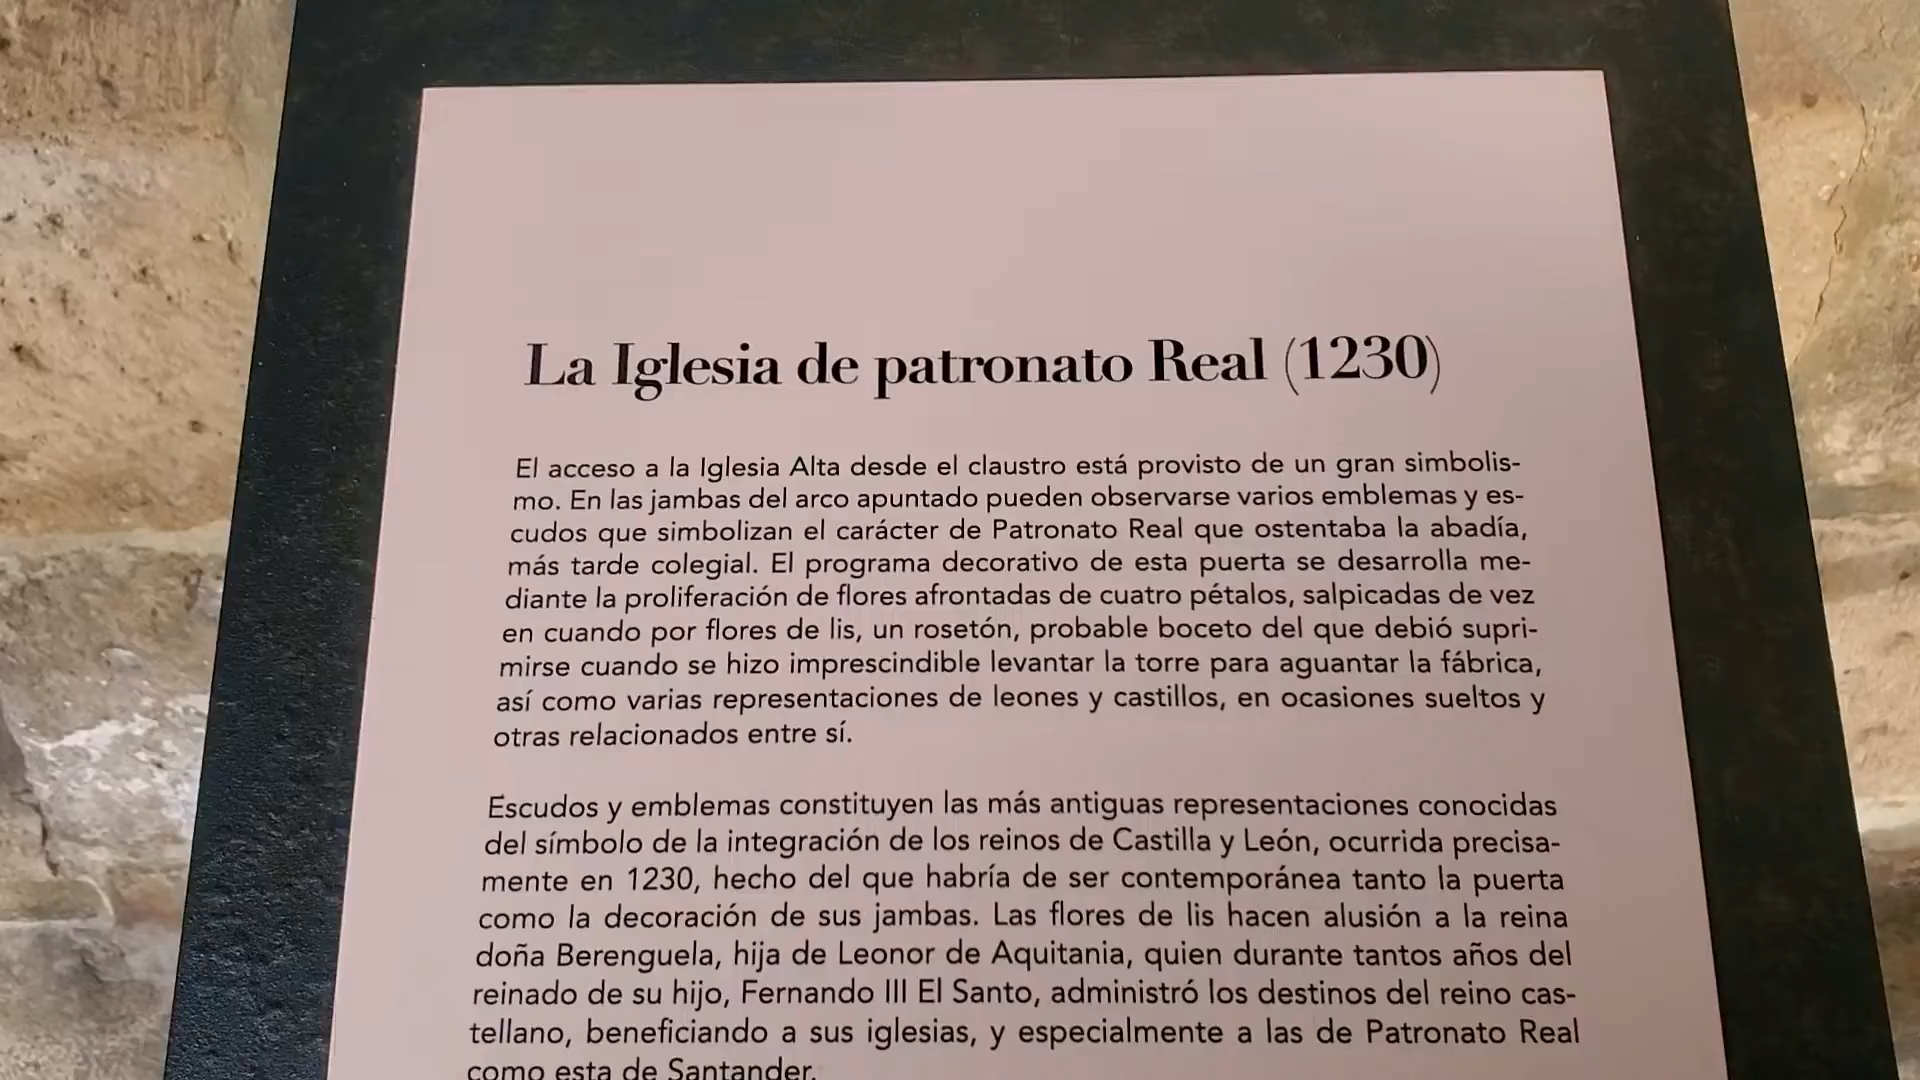 La Iglesia de patronato Real (1230)
El acceso a la Iglesia Alta desde el claustro está provisto de un gran simbolis-
mo. En las jambas del arco apuntado pueden observarse varios emblemas y es-
cudos que simbolizan el carácter de Patronato Real que ostentaba la abadía,
más tarde colegial. El programa decorativo de esta puerta se desarrolla me-
diante la proliferación de flores afrontadas de cuatro pétalos, salpicadas de vez
en cuando por flores de lis, un rosetón, probable boceto del que debió supri-
mirse cuando se hizo imprescindible levantar la torre para aguantar la fábrica,
así como varias representaciones de leones y castillos, en ocasiones sueltos y
otras relacionados entre sí.
Escudos y emblemas constituyen las más antiguas representaciones conocidas
del símbolo de la integración de los reinos de Castilla y León, ocurrida precisa-
mente en 1230, hecho del que habría de ser contemporánea tanto la puerta
como la decoración de sus jambas. Las flores de lis hacen alusión a la reina
doña Berenguela, hija de Leonor de Aquitania, quien durante tantos años del
reinado de su hijo, Fernando III El Santo, administró los destinos del reino cas-
tellano, beneficiando a sus iglesias, y especialmente a las de Patronato Real
como esta de Santander.